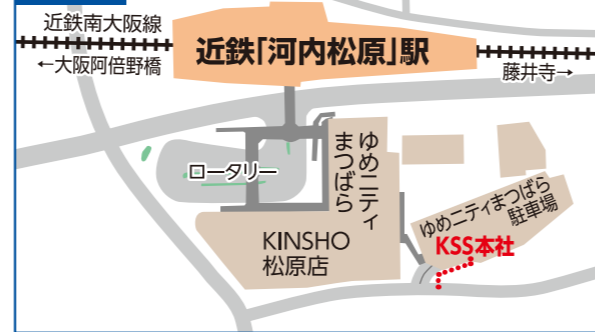 近鉄南大阪線
←大阪阿倍野橋
近鉄「河内松原」駅
藤井寺→
ロータリー
ゆめニティ
まつばら
KINSHO
松原店
ゆめニティまつばら
駐車場
KSS本社